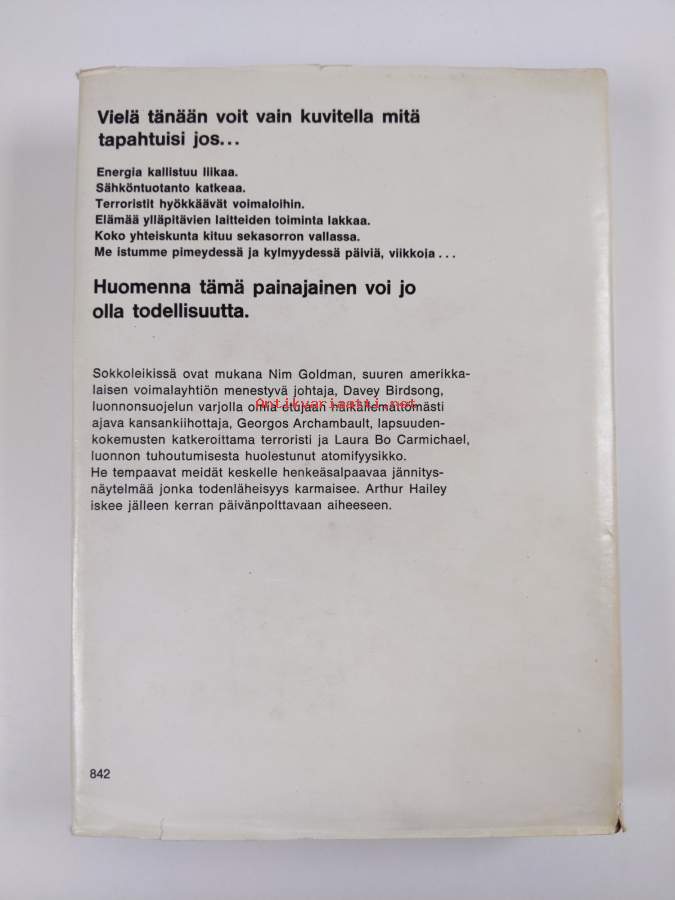 Vielä tänään voit vain kuvitella mitä
tapahtuisi jos...
Energia kallistuu liikaa.
Sähköntuotanto katkeaa.
Terroristit hyökkäävät voimaloihin.
Elämää ylläpitävien laitteiden toiminta lakkaa.
Koko yhteiskunta kituu sekasorron vallassa.
Me istumme pimeydessä ja kylmyydessä päiviä, viikkoja...
Huomenna tämä painajainen voi jo
olla todellisuutta.
Sokkoleikissä ovat mukana Nim Goldman, suuren amerikka-
laisen voimalayhtiön menestyvä johtaja, Davey Birdsong,
Antikvariaatti.net
luonnonsuojelun varjolla omia etujaan häikäilemättömästi
ajava kansankiihottaja, Georgos Archambault, lapsuuden-
kokemusten katkeroittama terroristi ja Laura Bo Carmichael,
luonnon tuhoutumisesta huolestunut atomifyysikko.
He tempaavat meidät keskelle henkeäsalpaavaa jännitys-
näytelmää jonka todenläheisyys karmaisee. Arthur Hailey
iskee jälleen kerran päivänpolttavaan aiheeseen.
842